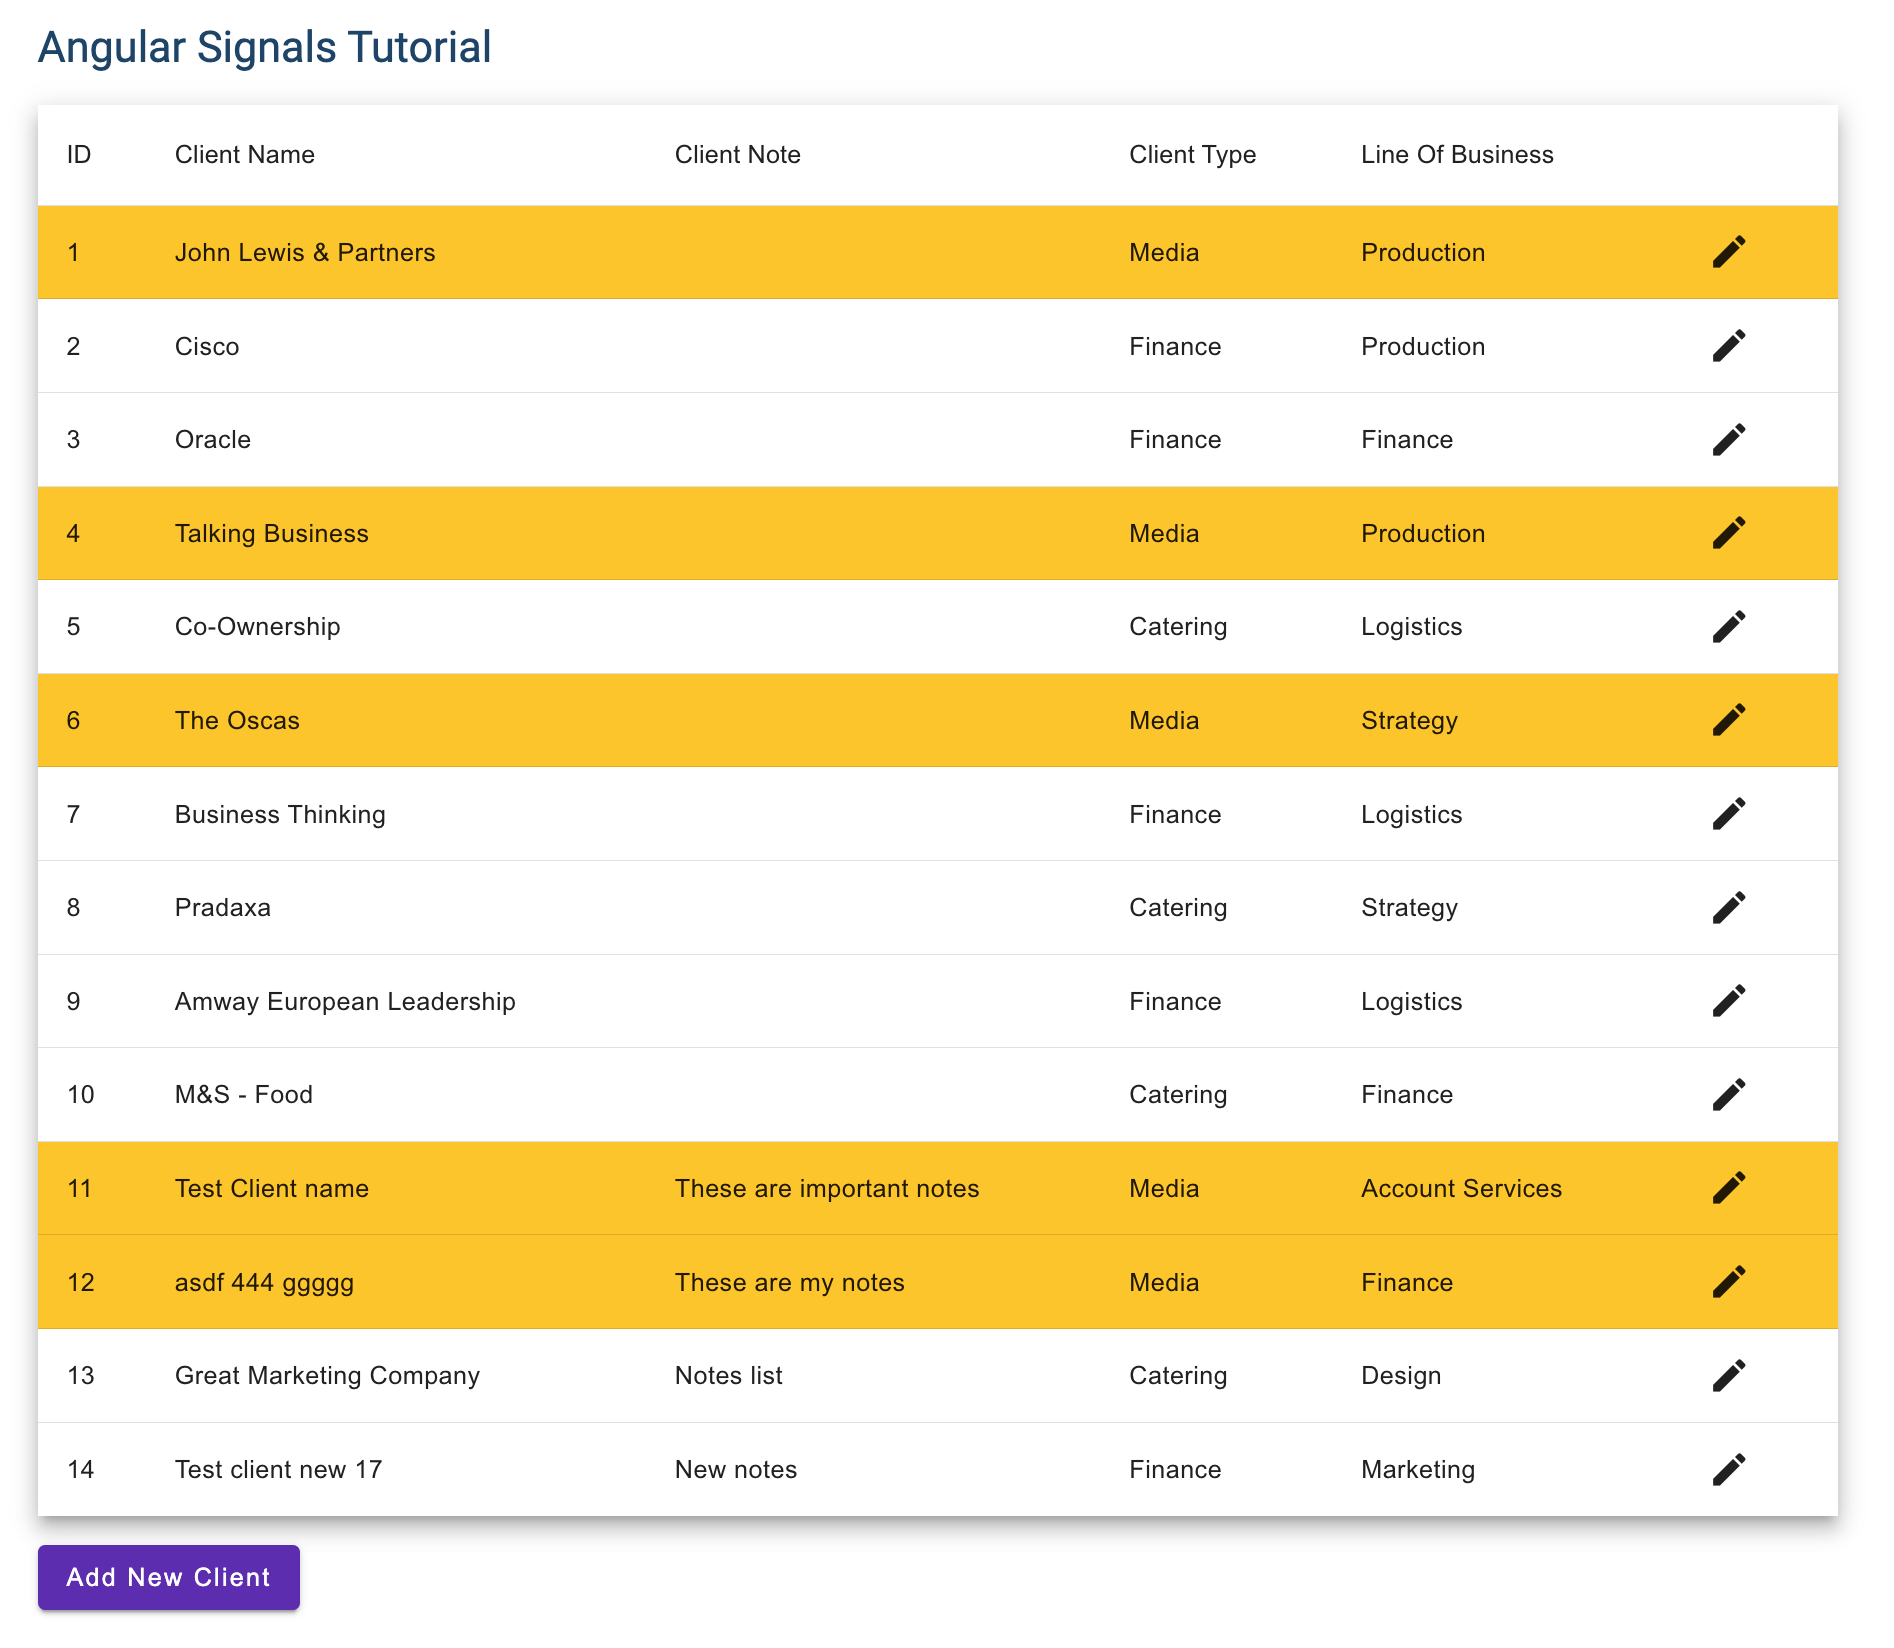 Angular Signals Tutorial
ID Client Name Client Note Client Type Line Of Business
1 John Lewis & Partners Media Production
2 Cisco Finance Production
3 Oracle Finance Finance
4 Talking Business Media Production
5 Co-Ownership Catering Logistics
6 The Oscas Media Strategy
7 Business Thinking Finance Logistics
8 Pradaxa Catering Strategy
9 Amway European Leadership Finance Logistics
10 M&S - Food Catering Finance
11 Test Client name These are important notes Media Account Services
12 asdf 444 ggggg These are my notes Media Finance
13 Great Marketing Company Notes list Catering Design
14 Test client new 17 New notes Finance Marketing
Add New Client